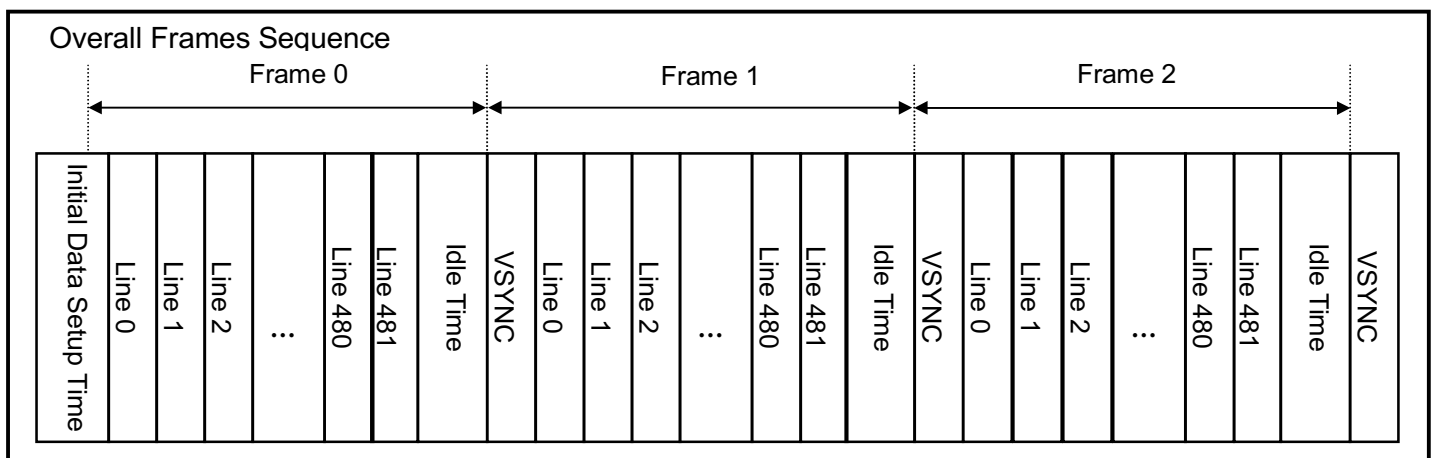 Overall Frames Sequence
Frame 0
Frame 1
Frame 2
Initial Data Setup Time
Line 0
Line 1
Line 2
...
Line 480
Line 481
Idle Time
VSYNC
Line 0
Line 1
Line 2
...
Line 480
Line 481
Idle Time
VSYNC
Line 0
Line 1
Line 2
...
Line 480
Line 481
Idle Time
VSYNC